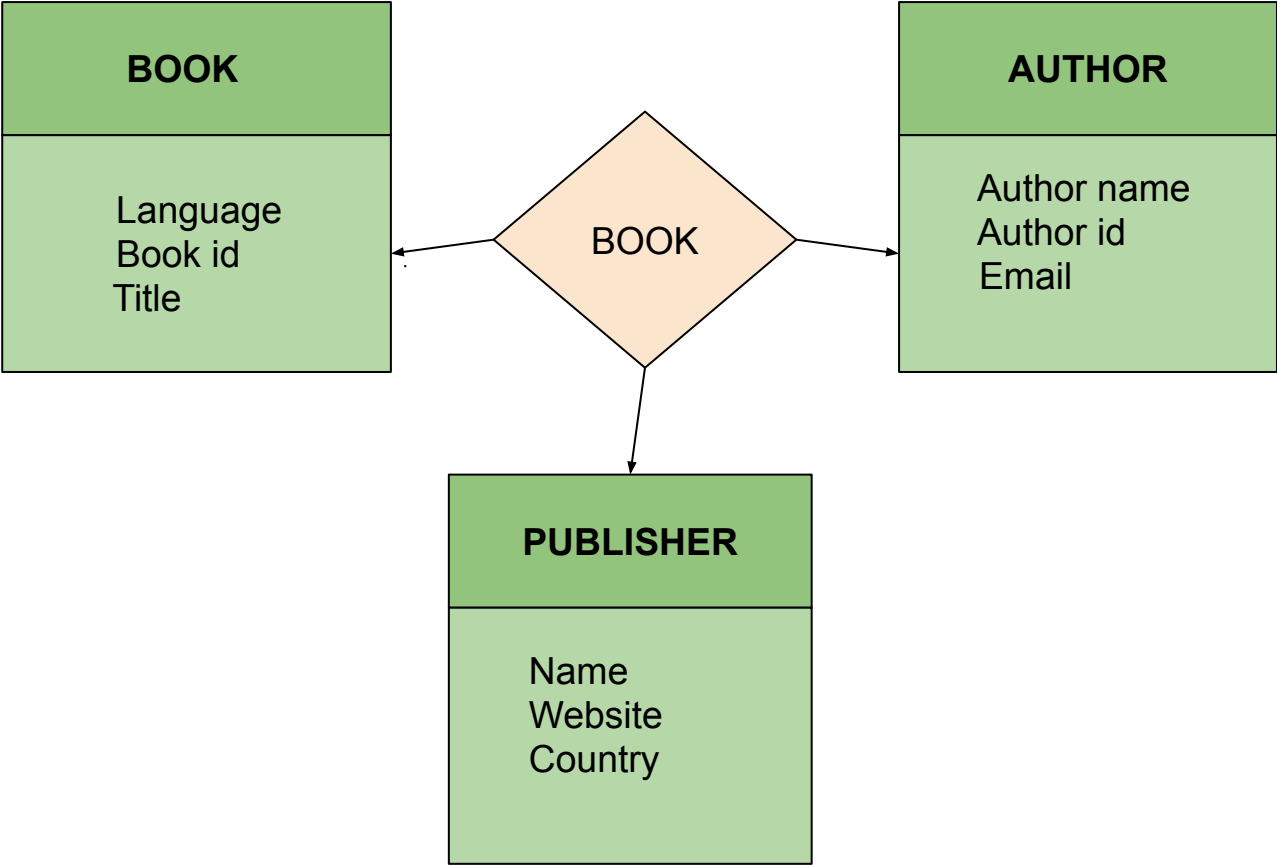 BOOK
Language
Book id
Title
BOOK
AUTHOR
Author name
Author id
Email
PUBLISHER
Name
Website
Country